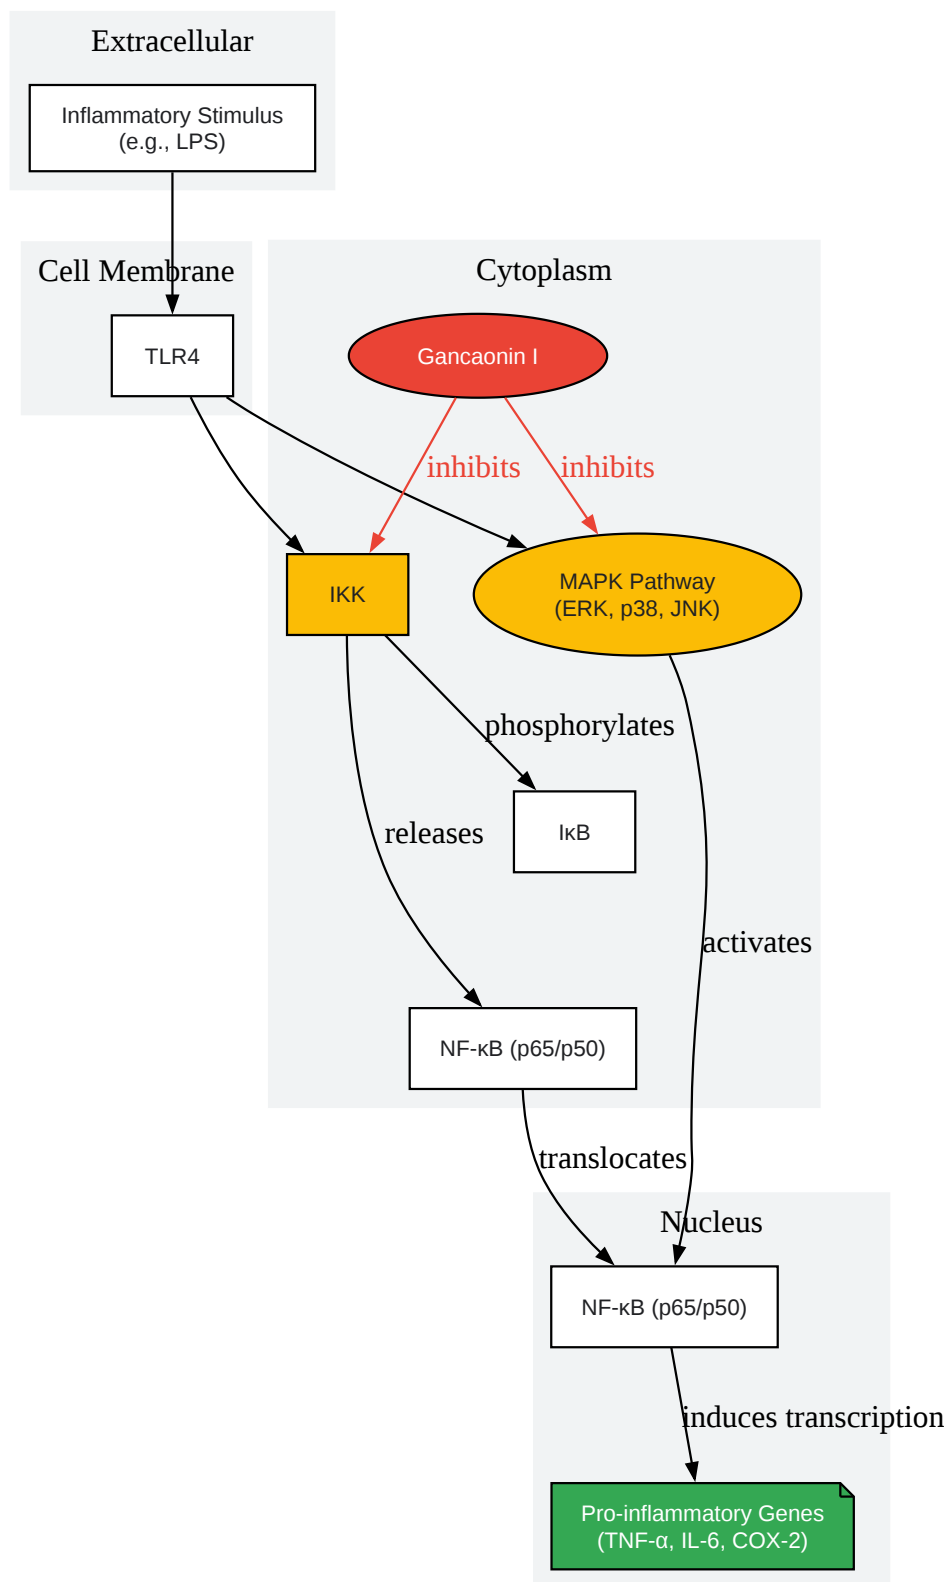 Extracellular
Inflammatory Stimulus
(e.g., LPS)
Cell Membrane
TLR4
Cytoplasm
Gancaonin I
inhibits
inhibits
IKK
MAPK Pathway
(ERK, p38, JNK)
phosphorylates
IκB
releases
activates
NF-κB (p65/p50)
translocates
Nucleus
NF-κB (p65/p50)
induces transcription
Pro-inflammatory Genes
(TNF-α, IL-6, COX-2)